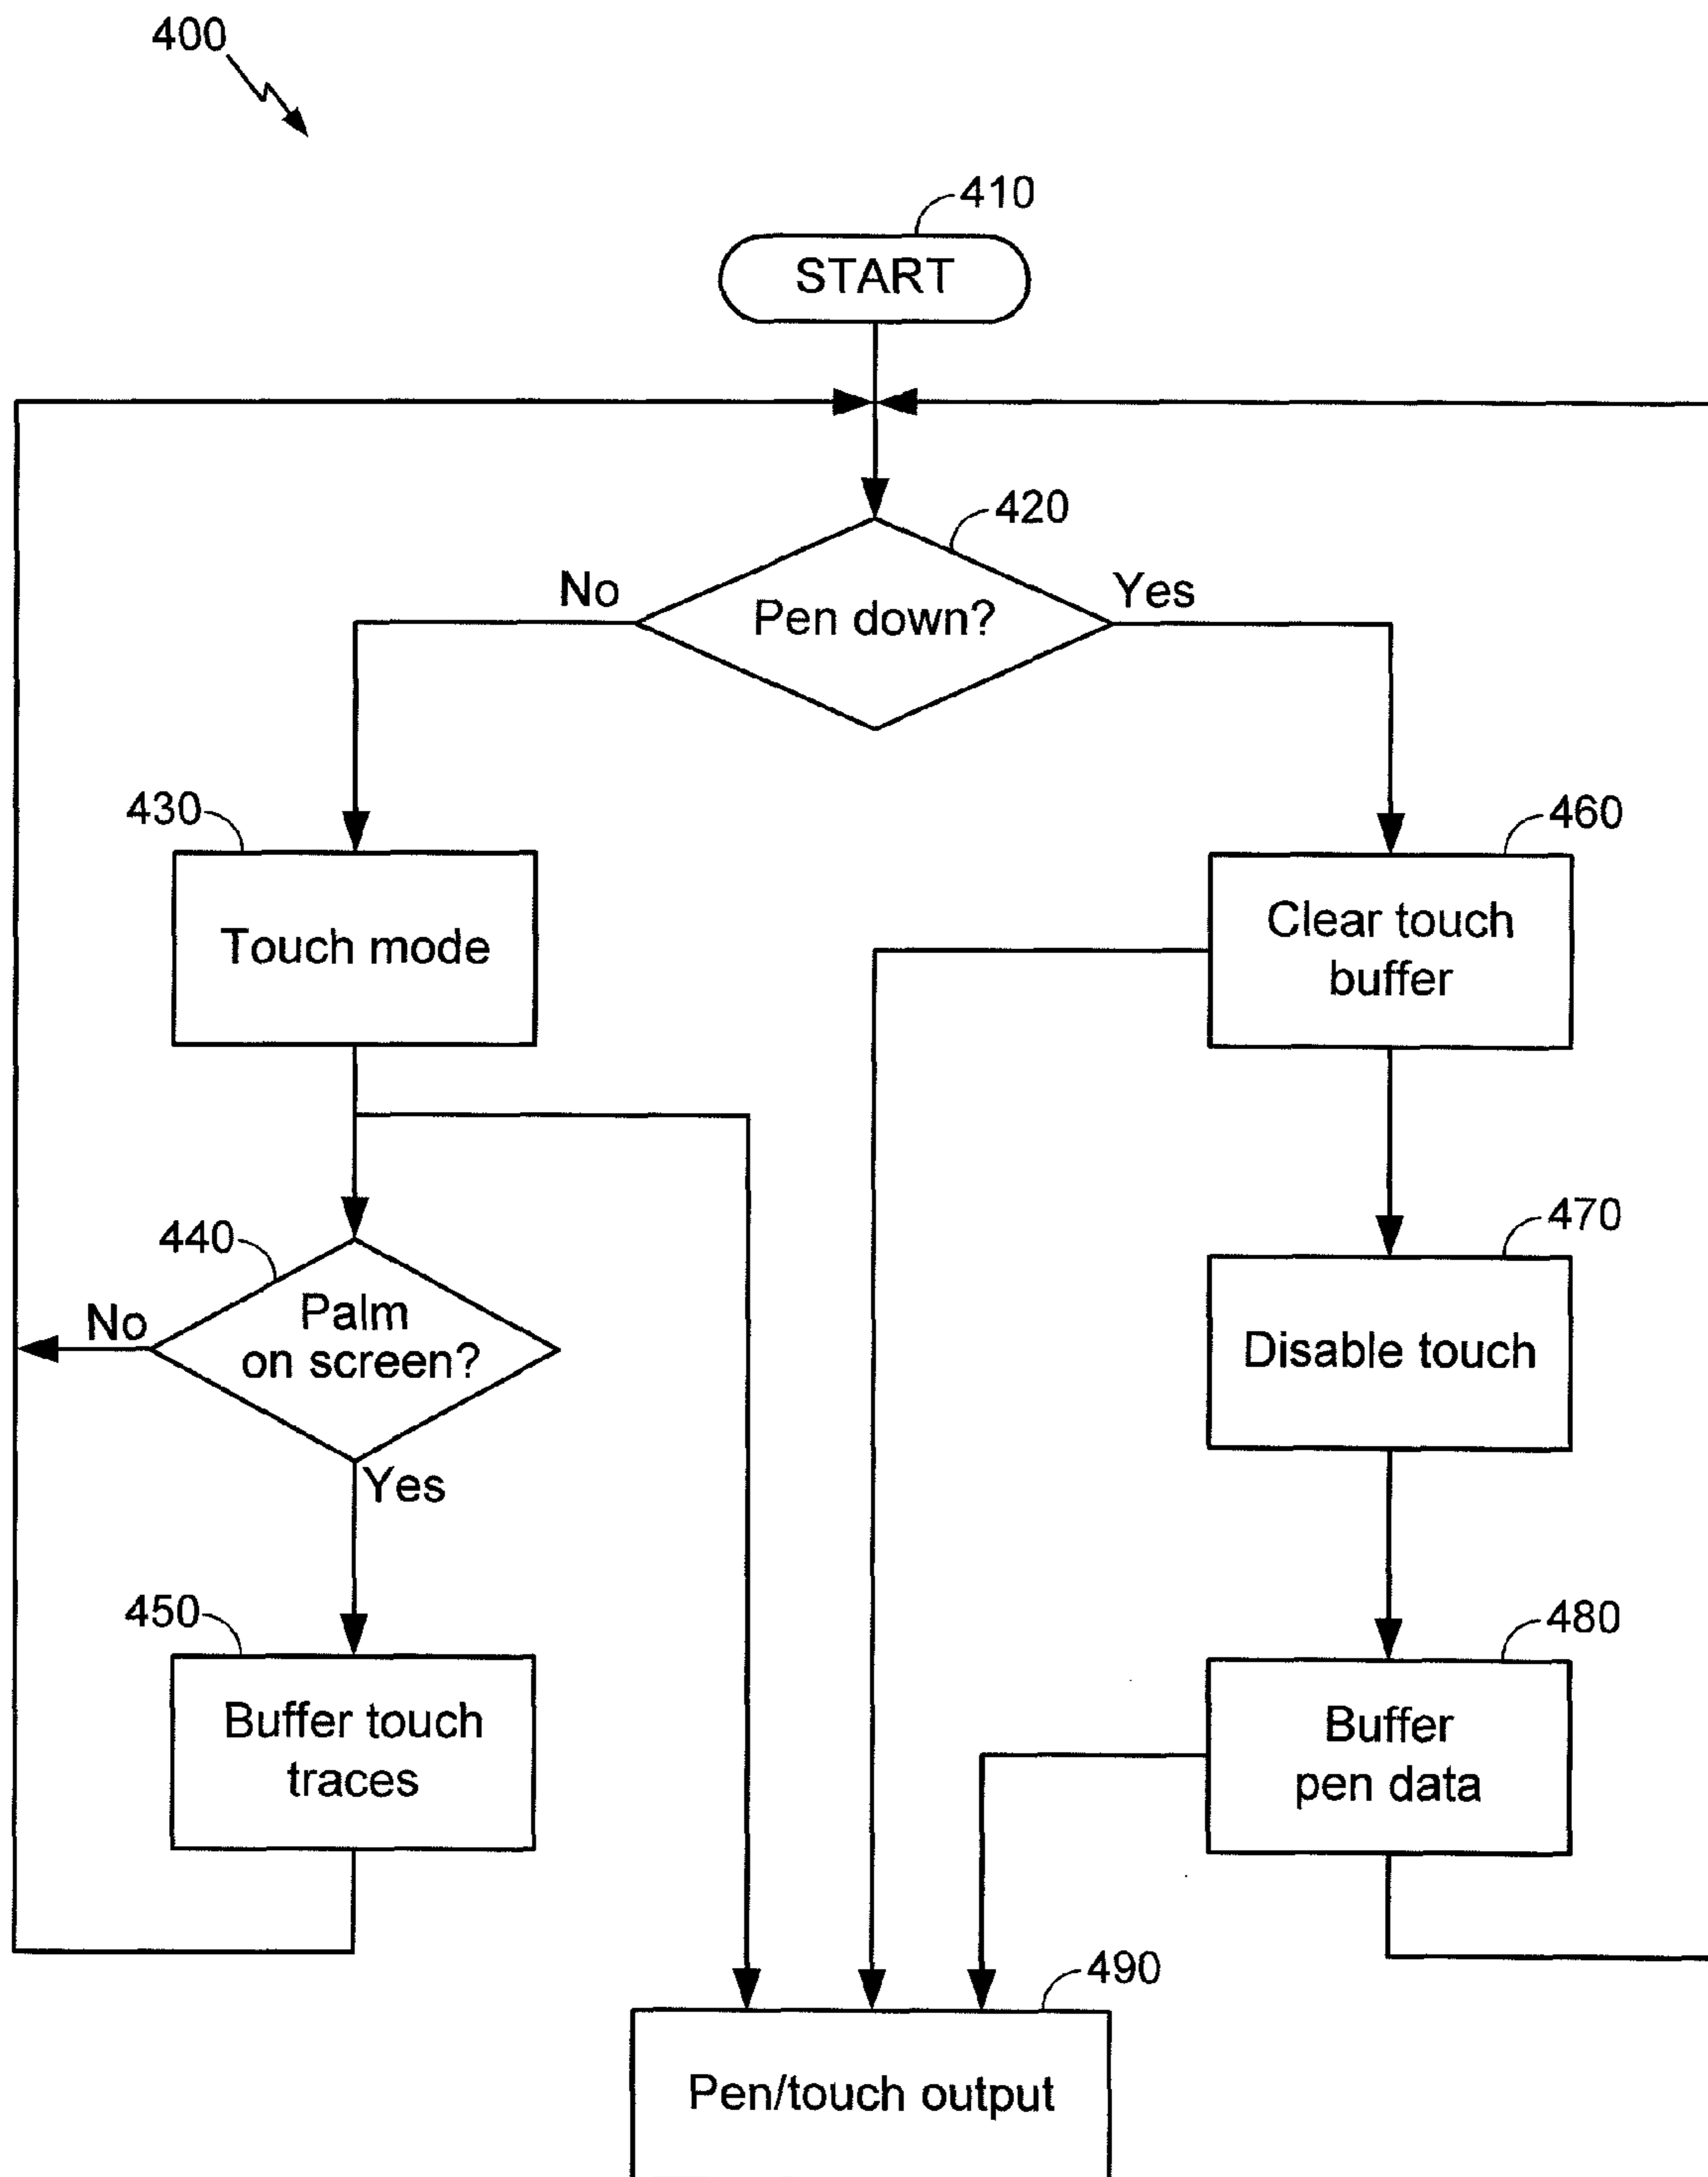 400
410
START
420
No
Yes
Pen down?
430
460
Touch mode
Clear touch
buffer
440
470
No
Palm
on screen?
Disable touch
Yes
450
480
Buffer touch
traces
Buffer
pen data
490
Pen/touch output